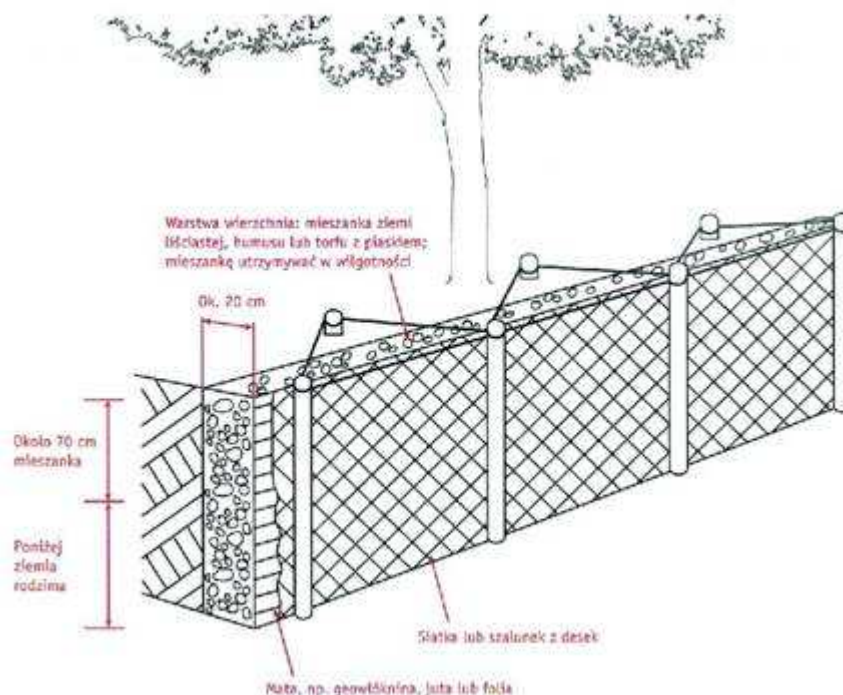 Warstwa wierzchnia: mieszanka ziemi
liściastej, humusu lub torfu z piaskiem;
mieszankę utrzymywać w wilgotności
Ok. 20 cm
Około 70 cm
mieszanka
Poniżej
ziemia
rodzima
Siatka lub szalunek z desek
Mata, np. geowłóknina, juta lub folia